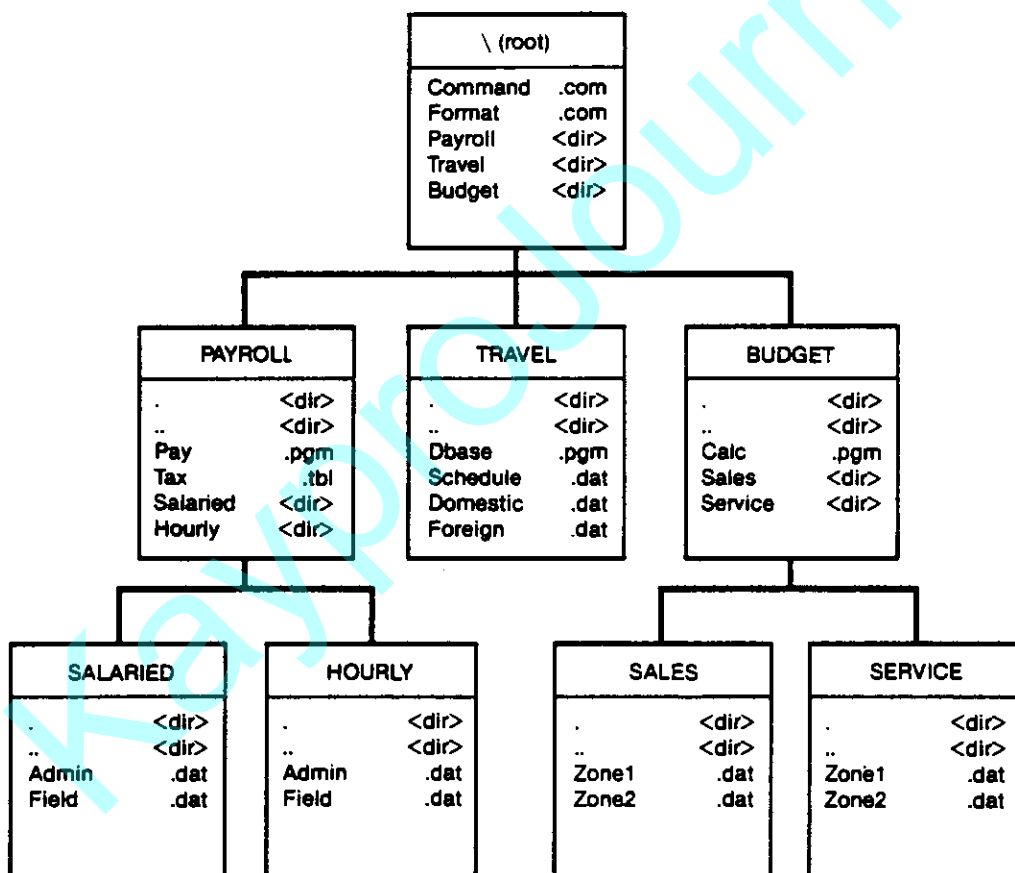 \ (root)
Command .com
Format .com
Payroll <dir>
Travel <dir>
Budget <dir>
PAYROLL
. <dir>
.. <dir>
Pay .pgm
Tax .tbl
Salaried <dir>
Hourly <dir>
TRAVEL
. <dir>
.. <dir>
Dbase .pgm
Schedule .dat
Domestic .dat
Foreign .dat
BUDGET
. <dir>
.. <dir>
Calc .pgm
Sales <dir>
Service <dir>
SALARIED
. <dir>
.. <dir>
Admin .dat
Field .dat
HOURLY
. <dir>
.. <dir>
Admin .dat
Field .dat
SALES
. <dir>
.. <dir>
Zone1 .dat
Zone2 .dat
SERVICE
. <dir>
.. <dir>
Zone1 .dat
Zone2 .dat